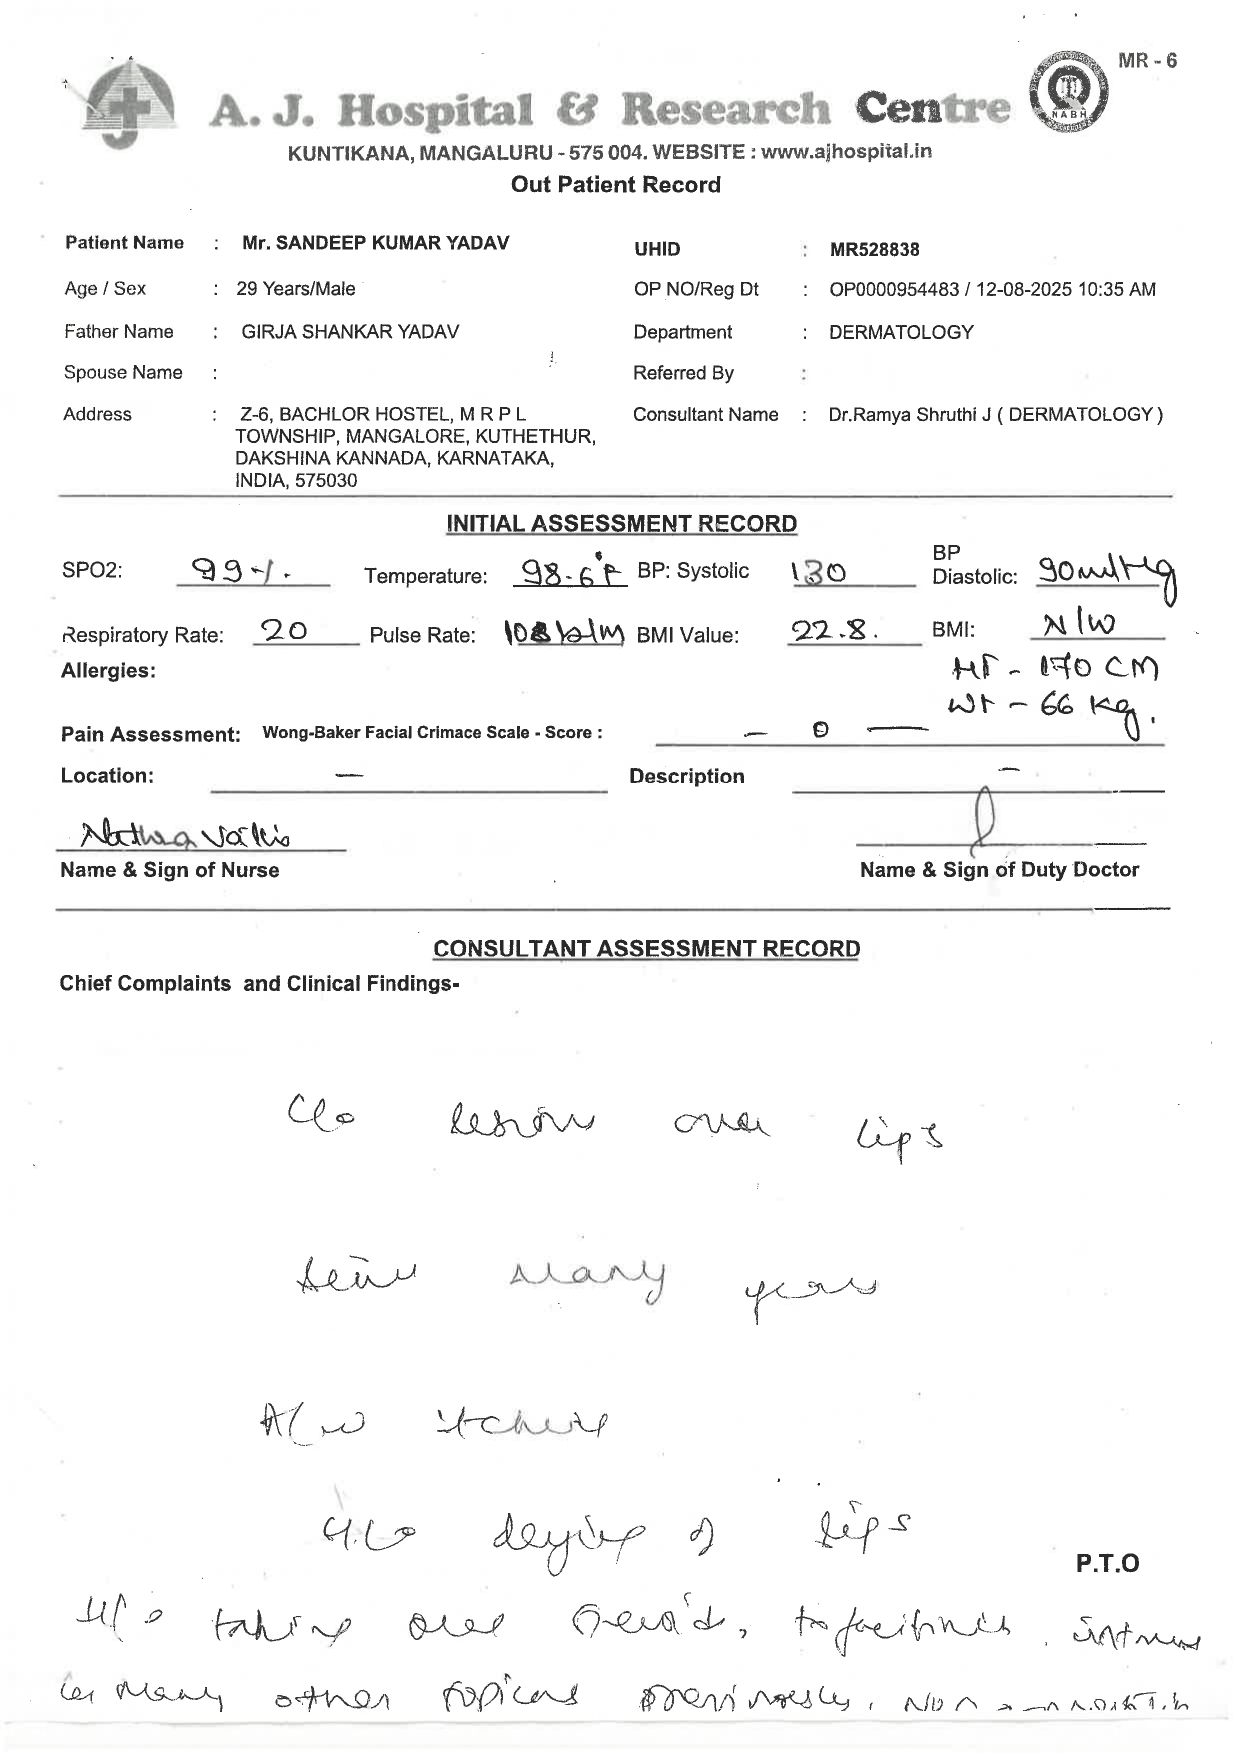 MR - 6
A. J. Hospital & Research Centre
NABH
KUNTIKANA, MANGALURU - 575 004. WEBSITE : www.ajhospital.in
Out Patient Record
Patient Name : Mr. SANDEEP KUMAR YADAV UHID : MR528838
Age / Sex : 29 Years/Male OP NO/Reg Dt : OP0000954483 / 12-08-2025 10:35 AM
Father Name : GIRJA SHANKAR YADAV Department : DERMATOLOGY
Spouse Name : Referred By :
Address : Z-6, BACHLOR HOSTEL, M R P L Consultant Name : Dr.Ramya Shruthi J ( DERMATOLOGY )
TOWNSHIP, MANGALORE, KUTHETHUR,
DAKSHINA KANNADA, KARNATAKA,
INDIA, 575030
INITIAL ASSESSMENT RECORD
SPO2: 99 -/. Temperature: 98.6°F BP: Systolic 130 BP Diastolic: 90mmHg
Respiratory Rate: 20 Pulse Rate: 108 b/m BMI Value: 22.8. BMI: N/W
Allergies: HT - 170 CM
WT - 66 kg.
Pain Assessment: Wong-Baker Facial Crimace Scale - Score : - 0 -
Location: - Description -
Name & Sign of Nurse Name & Sign of Duty Doctor
CONSULTANT ASSESSMENT RECORD
Chief Complaints and Clinical Findings-
C/o lesions over lips
since many years
A/w itching
H/o drying of lips
P.T.O
H/o taking oral steroids,
many other topicals previously.